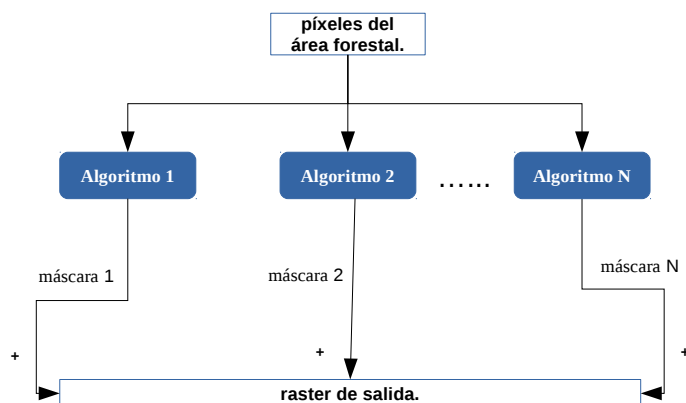 píxeles del
área forestal.
Algoritmo 1
Algoritmo 2
......
Algoritmo N
máscara 1
máscara 2
máscara N
+
+
+
raster de salida.